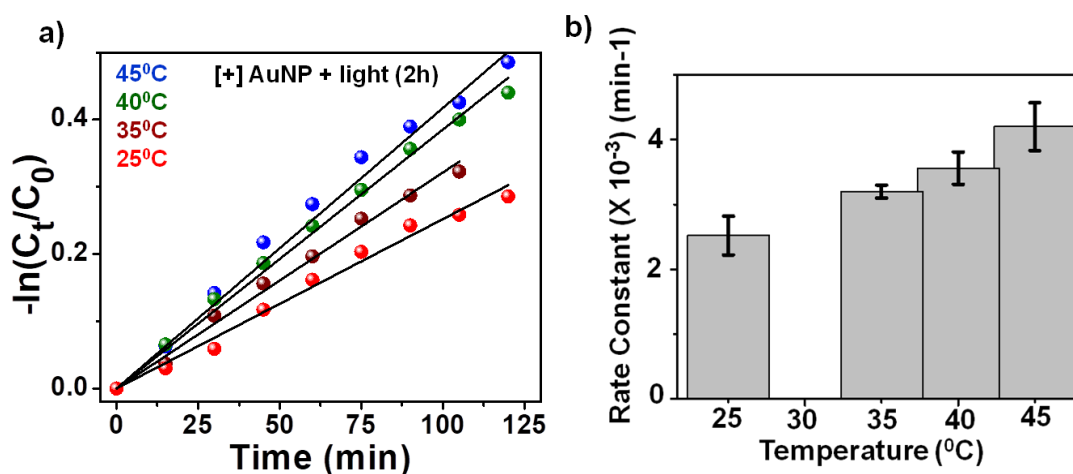 a)
[+] AuNP + light (2h)
45⁰C
40⁰C
35⁰C
25⁰C
-ln(Cₜ/C₀)
0.4
0.2
0.0
0 25 50 75 100 125
Time (min)
b)
Rate Constant (X 10⁻³) (min-1)
4
2
0
25 30 35 40 45
Temperature (⁰C)